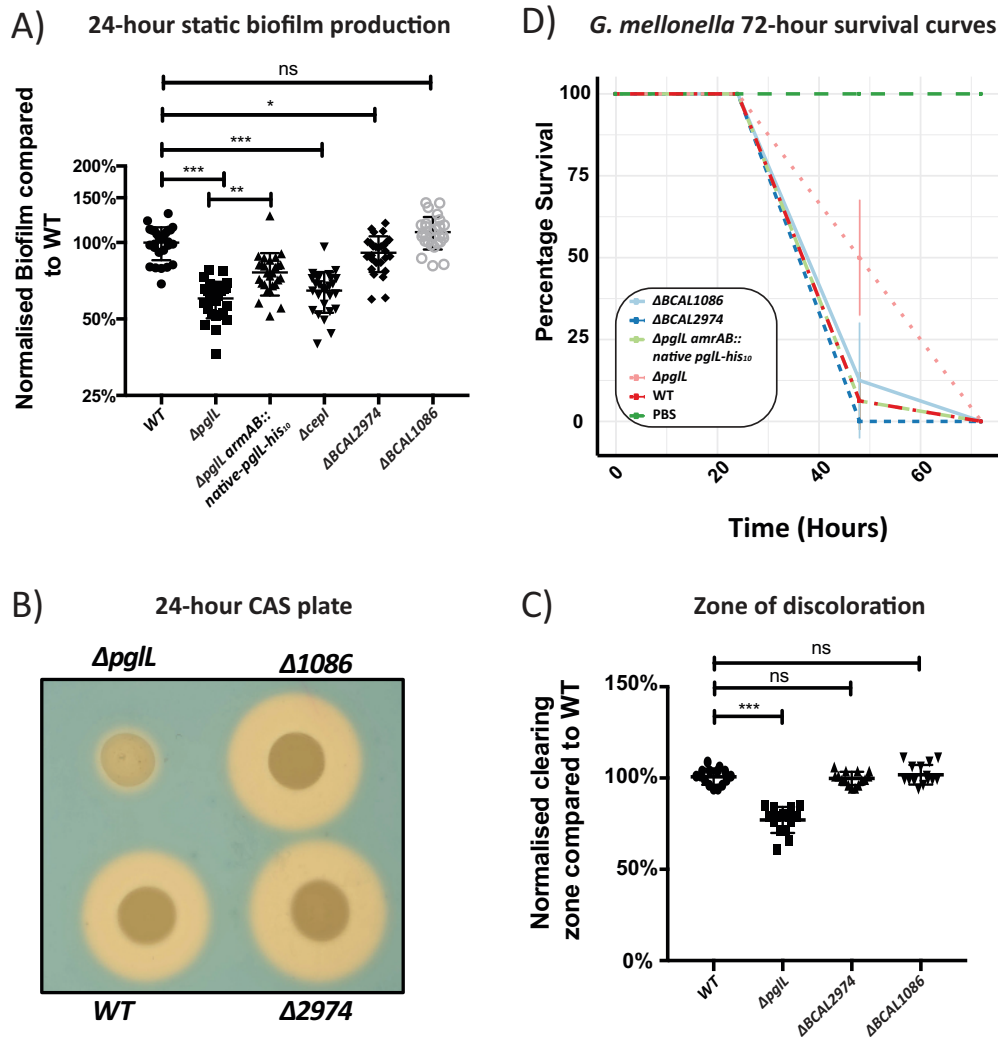 A)
24-hour static biofilm production
ns
*
***
***
**
Normalised Biofilm compared
to WT
200%
150%
100%
50%
25%
WT
ΔpglL
ΔpglL armAB::
native-pglL-his₁₀
ΔcepI
ΔBCAL2974
ΔBCAL1086
D)
G. mellonella 72-hour survival curves
Percentage Survival
100
75
50
25
0
ΔBCAL1086
ΔBCAL2974
ΔpglL amrAB::
native pglL-his₁₀
ΔpglL
WT
PBS
0
20
40
60
Time (Hours)
B)
24-hour CAS plate
ΔpglL
Δ1086
WT
Δ2974
C)
Zone of discoloration
ns
ns
***
Normalised clearing
zone compared to WT
150%
100%
50%
0%
WT
ΔpglL
ΔBCAL2974
ΔBCAL1086